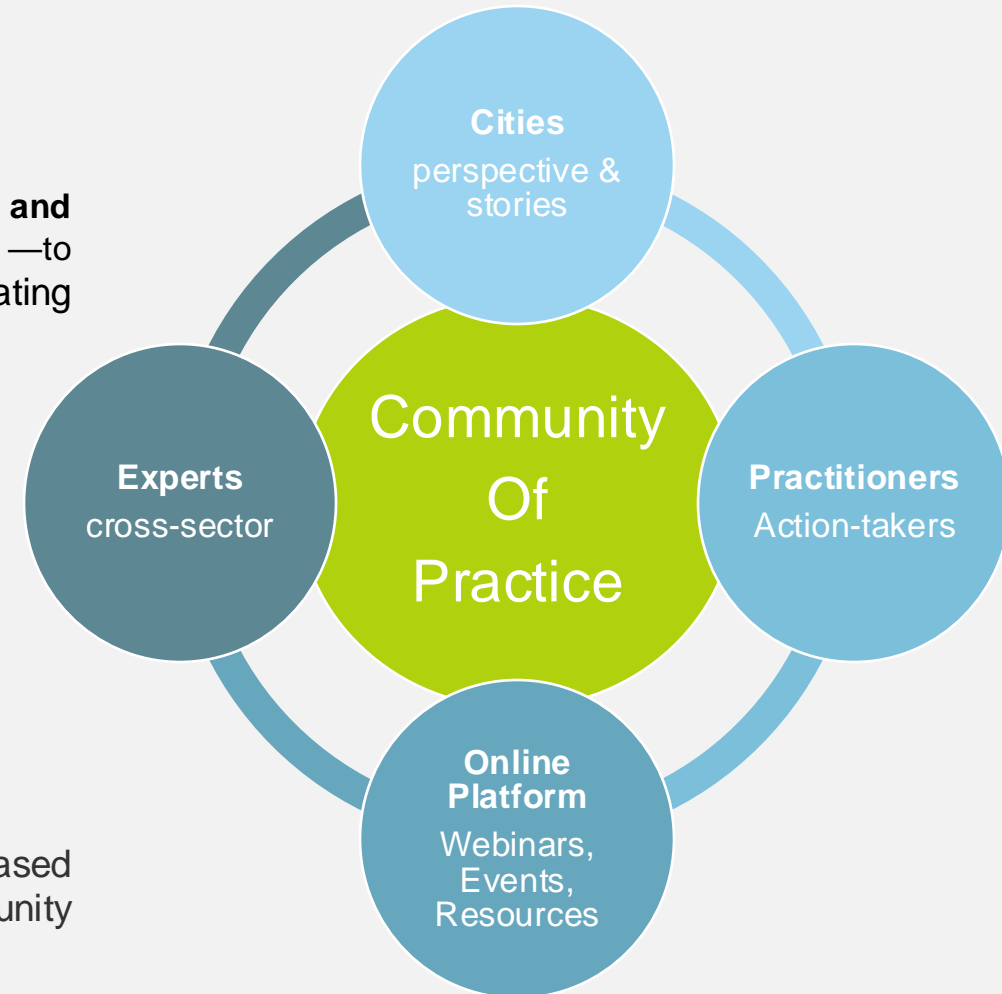 Cities
perspective &
stories
and
—to
ating
Community
Of
Practice
Experts
cross-sector
Practitioners
Action-takers
Online
Platform
Webinars,
Events,
Resources
ased
unity